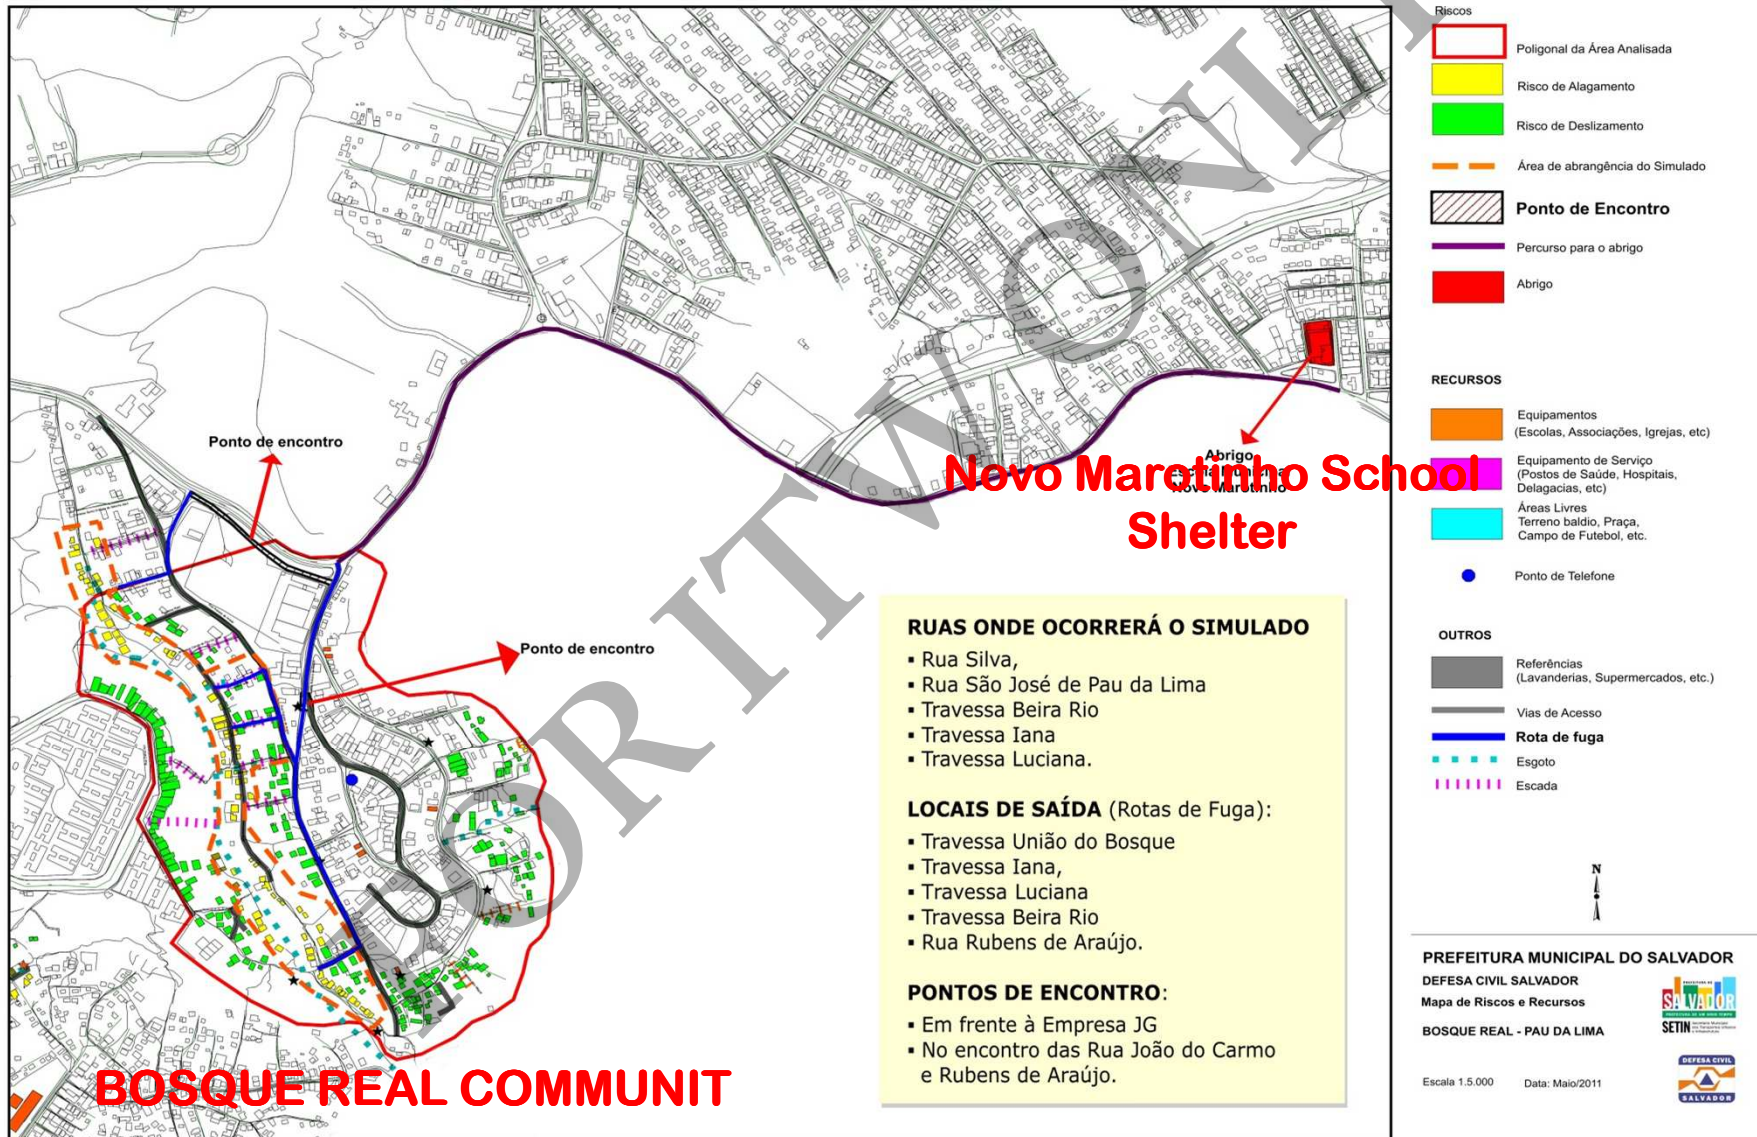 Riscos
Poligonal da Área Analisada
Risco de Alagamento
Risco de Deslizamento
Área de abrangência do Simulado
Ponto de Encontro
Percurso para o abrigo
Abrigo
RECURSOS
Equipamentos
(Escolas, Associações, Igrejas, etc)
Equipamento de Serviço
(Postos de Saúde, Hospitais,
Delagacias, etc)
Áreas Livres
Terreno baldio, Praça,
Campo de Futebol, etc.
Ponto de Telefone
OUTROS
Referências
(Lavanderias, Supermercados, etc.)
Vias de Acesso
Rota de fuga
Esgoto
Escada
N
PREFEITURA MUNICIPAL DO SALVADOR
DEFESA CIVIL SALVADOR
Mapa de Riscos e Recursos
BOSQUE REAL - PAU DA LIMA
Escala 1.5.000 Data: Maio/2011
SALVADOR
SETIN
DEFESA CIVIL
SALVADOR
Ponto de encontro
Ponto de encontro
Abrigo
Escola Municipal
Novo Marotinho
Novo Marotinho School
Shelter
RUAS ONDE OCORRERÁ O SIMULADO
▪ Rua Silva,
▪ Rua São José de Pau da Lima
▪ Travessa Beira Rio
▪ Travessa Iana
▪ Travessa Luciana.
LOCAIS DE SAÍDA (Rotas de Fuga):
▪ Travessa União do Bosque
▪ Travessa Iana,
▪ Travessa Luciana
▪ Travessa Beira Rio
▪ Rua Rubens de Araújo.
PONTOS DE ENCONTRO:
▪ Em frente à Empresa JG
▪ No encontro das Rua João do Carmo
e Rubens de Araújo.
BOSQUE REAL COMMUNIT